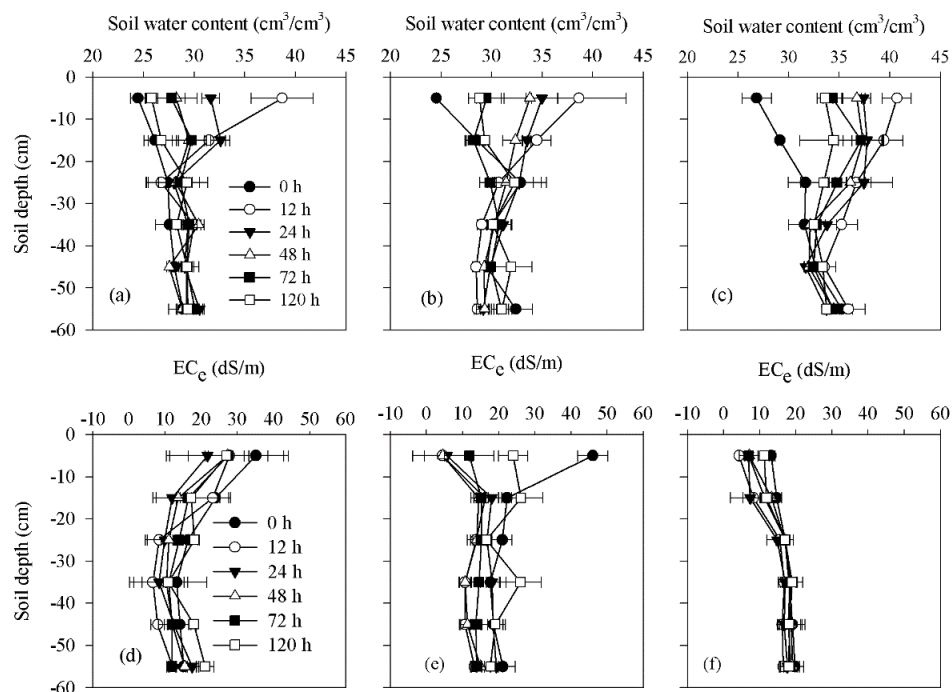 Soil water content (cm³/cm³) Soil water content (cm³/cm³) Soil water content (cm³/cm³)
20 25 30 35 40 45 20 25 30 35 40 45 20 25 30 35 40 45
0
-10
-20
-30
-40
-50
-60
Soil depth (cm)
0 h
12 h
24 h
48 h
72 h
120 h
(a) (b) (c)
ECe (dS/m) ECe (dS/m) ECe (dS/m)
-10 0 10 20 30 40 50 60 -10 0 10 20 30 40 50 60 -10 0 10 20 30 40 50 60
0
-10
-20
-30
-40
-50
-60
Soil depth (cm)
0 h
12 h
24 h
48 h
72 h
120 h
(d) (e) (f)